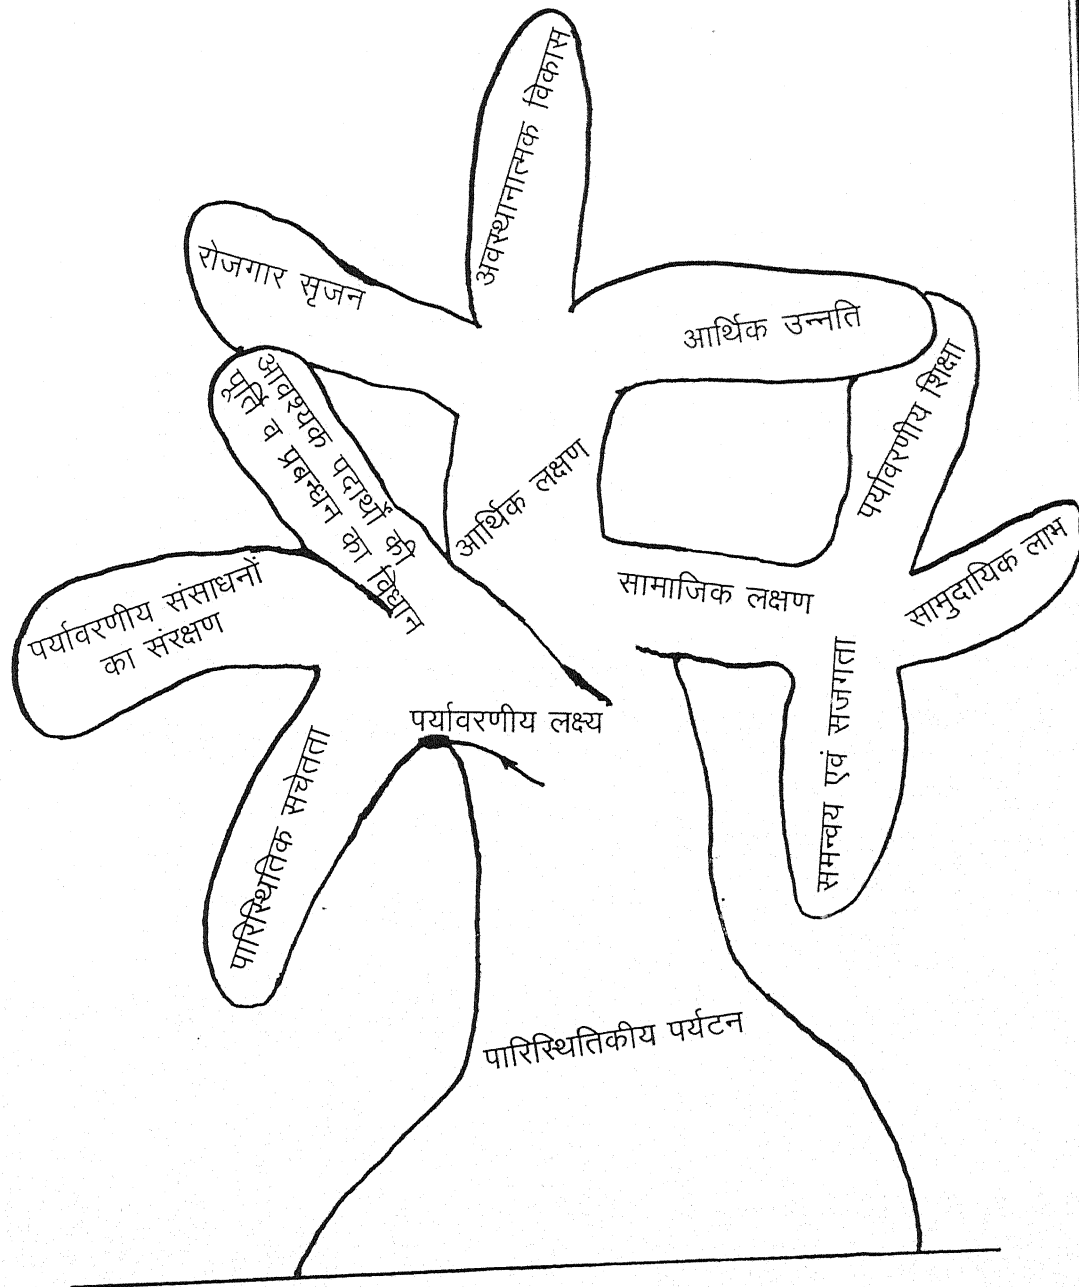 अवस्थानात्मक विकास
रोजगार सृजन
आर्थिक उन्नति
आवश्यक पदार्थों की
पूर्ति व प्रबन्धन का विधान
आर्थिक लक्षण
पर्यावरणीय शिक्षा
सामाजिक लक्षण
सामुदायिक लाभ
पर्यावरणीय संसाधनों
का संरक्षण
पर्यावरणीय लक्ष्य
समन्वय एवं सजगता
पारिस्थितिक सचेतता
पारिस्थितिकीय पर्यटन